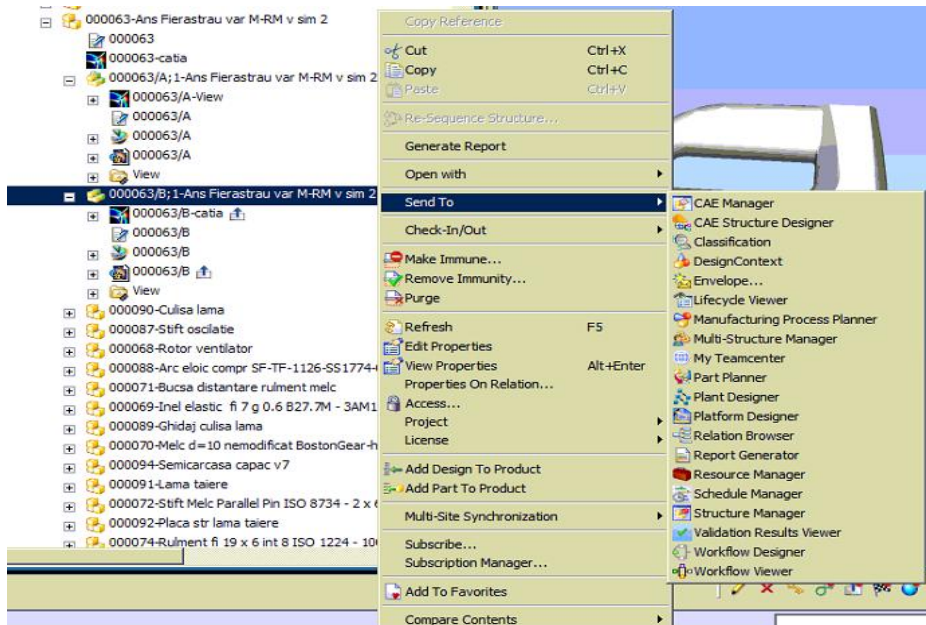 000063-Ans Fierastrau var M-RM v sim 2
000063
000063-catia
000063/A;1-Ans Fierastrau var M-RM v sim 2
000063/A-View
000063/A
000063/A
000063/A
View
000063/B;1-Ans Fierastrau var M-RM v sim 2
000063/B-catia
000063/B
000063/B
000063/B
View
000090-Culisa lama
000087-Stift oscilatie
000068-Rotor ventilator
000088-Arc eloic compr SF-TF-1126-SS1774-
000071-Bucsa distantare rulment melc
000069-Inel elastic fi 7 g 0.6 B27.7M - 3AM1
000089-Ghidaj culisa lama
000070-Melc d=10 nemodificat BostonGear-h
000094-Semicarcasa capac v7
000091-Lama taiere
000072-Stift Melc Parallel Pin ISO 8734 - 2 x 6
000092-Placa str lama taiere
000074-Rulment fi 19 x 6 int 8 ISO 1224 - 10
Copy Reference
Cut Ctrl+X
Copy Ctrl+C
Paste Ctrl+V
Re-Sequence Structure...
Generate Report
Open with
Send To
Check-In/Out
Make Immune...
Remove Immunity...
Purge
Refresh F5
Edit Properties
View Properties Alt+Enter
Properties On Relation...
Access...
Project
License
Add Design To Product
Add Part To Product
Multi-Site Synchronization
Subscribe...
Subscription Manager...
Add To Favorites
Compare Contents
CAE Manager
CAE Structure Designer
Classification
DesignContext
Envelope...
Lifecycle Viewer
Manufacturing Process Planner
Multi-Structure Manager
My Teamcenter
Part Planner
Plant Designer
Platform Designer
Relation Browser
Report Generator
Resource Manager
Schedule Manager
Structure Manager
Validation Results Viewer
Workflow Designer
Workflow Viewer